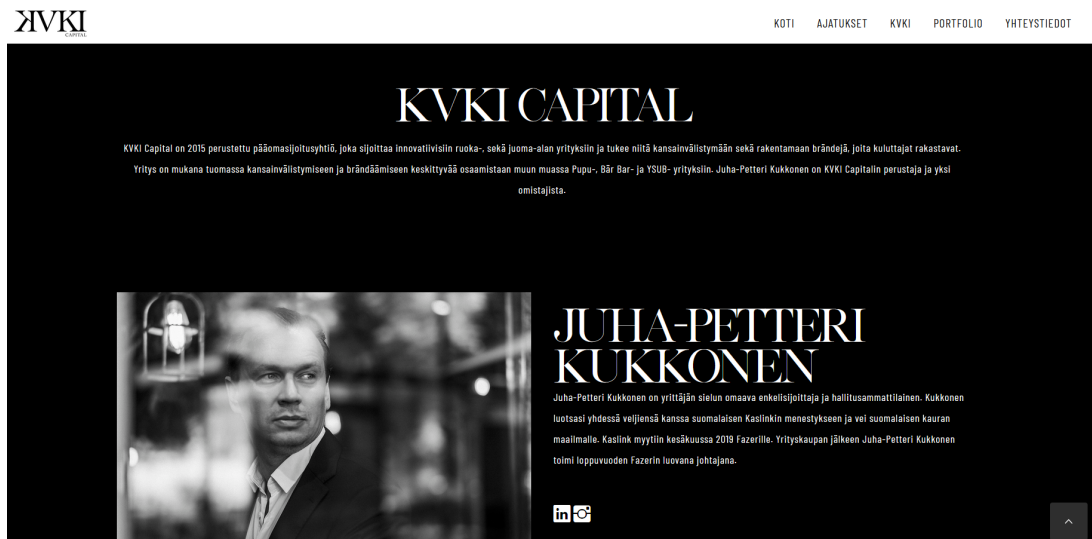 KVKI
CAPITAL
KOTI AJATUKSET KVKI PORTFOLIO YHTEYSTIEDOT
KVKI CAPITAL
KVKI Capital on 2015 perustettu pääomasijoitusyhtiö, joka sijoittaa innovatiivisiin ruoka-, sekä juoma-alan yrityksiin ja tukee niitä kansainvälistymään sekä rakentamaan brändejä, joita kuluttajat rakastavat.
Yritys on mukana tuomassa kansainvälistymiseen ja brändäämiseen keskittyvää osaamistaan muun muassa Pupu-, Bär Bar- ja YSUB- yrityksiin. Juha-Petteri Kukkonen on KVKI Capitalin perustaja ja yksi
omistajista.
JUHA-PETTERI
KUKKONEN
Juha-Petteri Kukkonen on yrittäjän sielun omaava enkelisijoittaja ja hallitusammattilainen. Kukkonen
luotsasi yhdessä veljiensä kanssa suomalaisen Kaslinkin menestykseen ja vei suomalaisen kauran
maailmalle. Kaslink myytiin kesäkuussa 2019 Fazerille. Yrityskaupan jälkeen Juha-Petteri Kukkonen
toimi loppuvuoden Fazerin luovana johtajana.
in